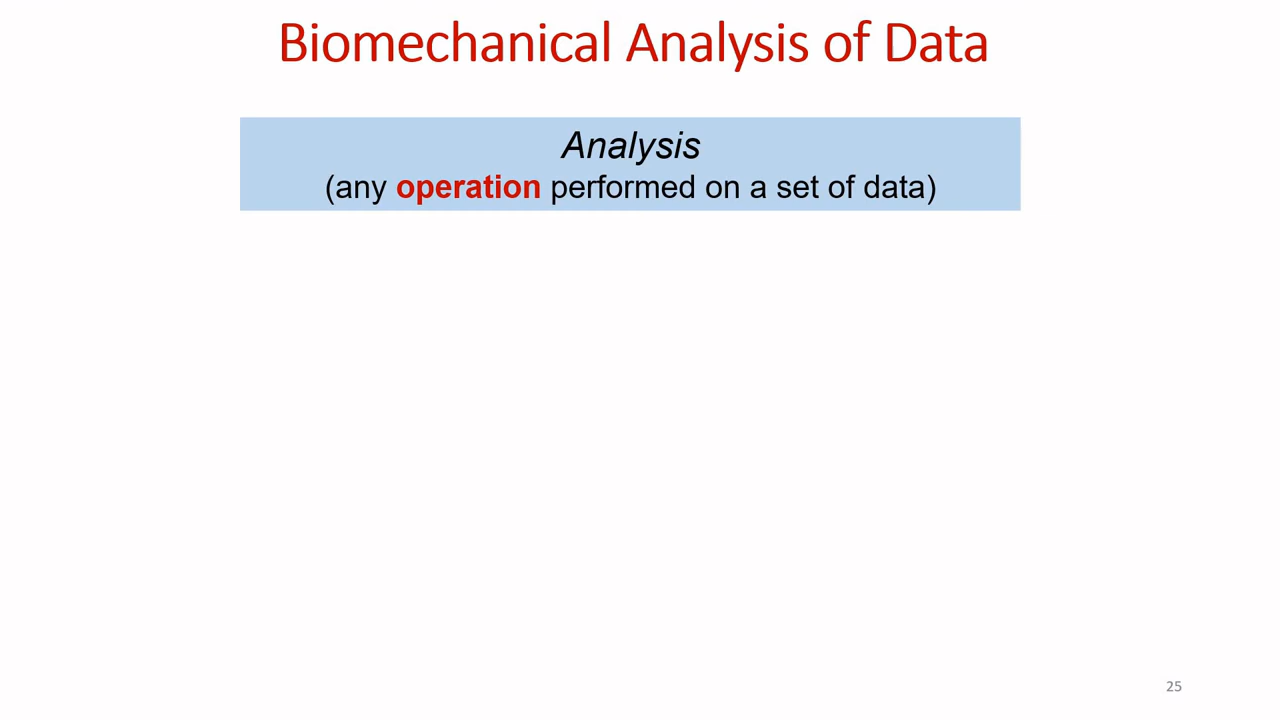 Biomechanical Analysis of Data
Analysis
(any operation performed on a set of data)
25